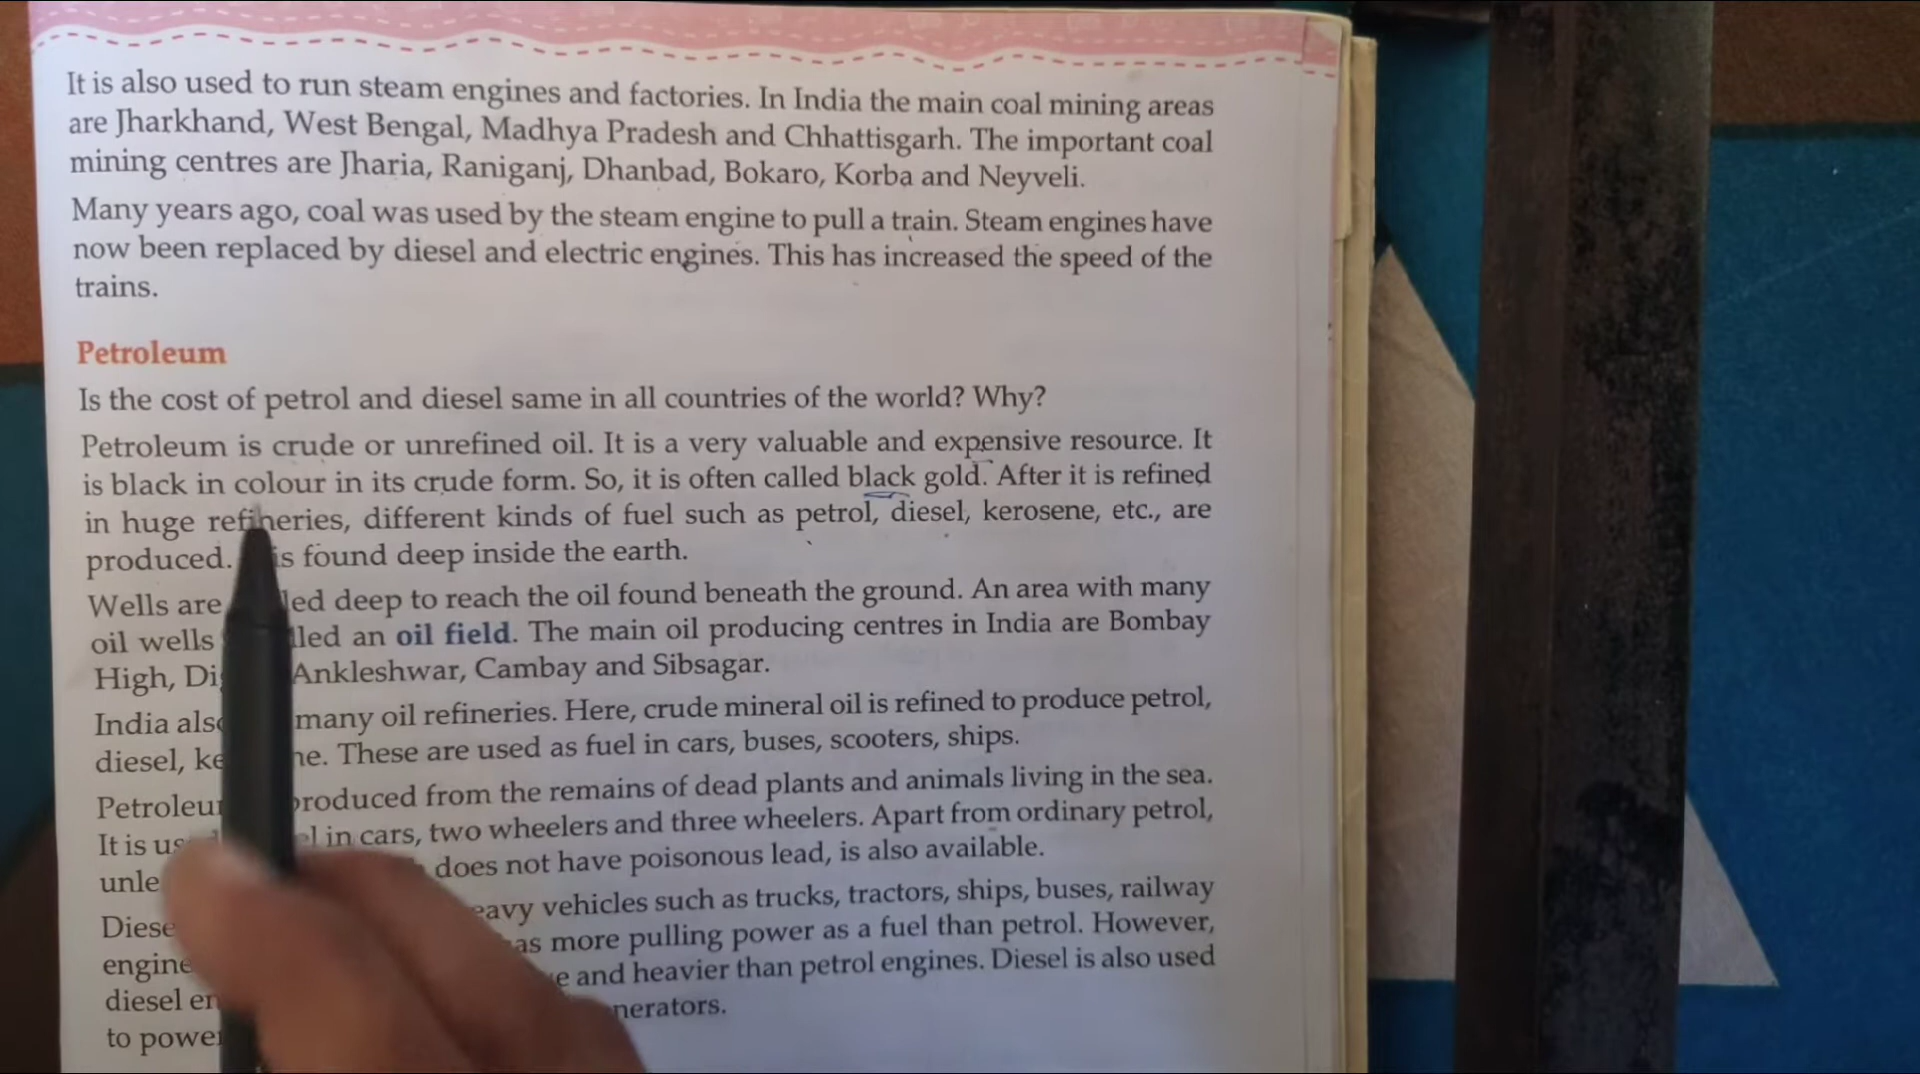 It is also used to run steam engines and factories. In India the main coal mining areas
are Jharkhand, West Bengal, Madhya Pradesh and Chhattisgarh. The important coal
mining centres are Jharia, Raniganj, Dhanbad, Bokaro, Korba and Neyveli.
Many years ago, coal was used by the steam engine to pull a train. Steam engines have
now been replaced by diesel and electric engines. This has increased the speed of the
trains.
Petroleum
Is the cost of petrol and diesel same in all countries of the world? Why?
Petroleum is crude or unrefined oil. It is a very valuable and expensive resource. It
is black in colour in its crude form. So, it is often called black gold. After it is refined
in huge refineries, different kinds of fuel such as petrol, diesel, kerosene, etc., are
produced. is found deep inside the earth.
Wells are deep to reach the oil found beneath the ground. An area with many
oil wells an oil field. The main oil producing centres in India are Bombay
High, Ankleshwar, Cambay and Sibsagar.
India many oil refineries. Here, crude mineral oil is refined to produce petrol,
diesel, These are used as fuel in cars, buses, scooters, ships.
produced from the remains of dead plants and animals living in the sea.
It is in cars, two wheelers and three wheelers. Apart from ordinary petrol,
does not have poisonous lead, is also available.
vehicles such as trucks, tractors, ships, buses, railway
more pulling power as a fuel than petrol. However,
diesel and heavier than petrol engines. Diesel is also used
to